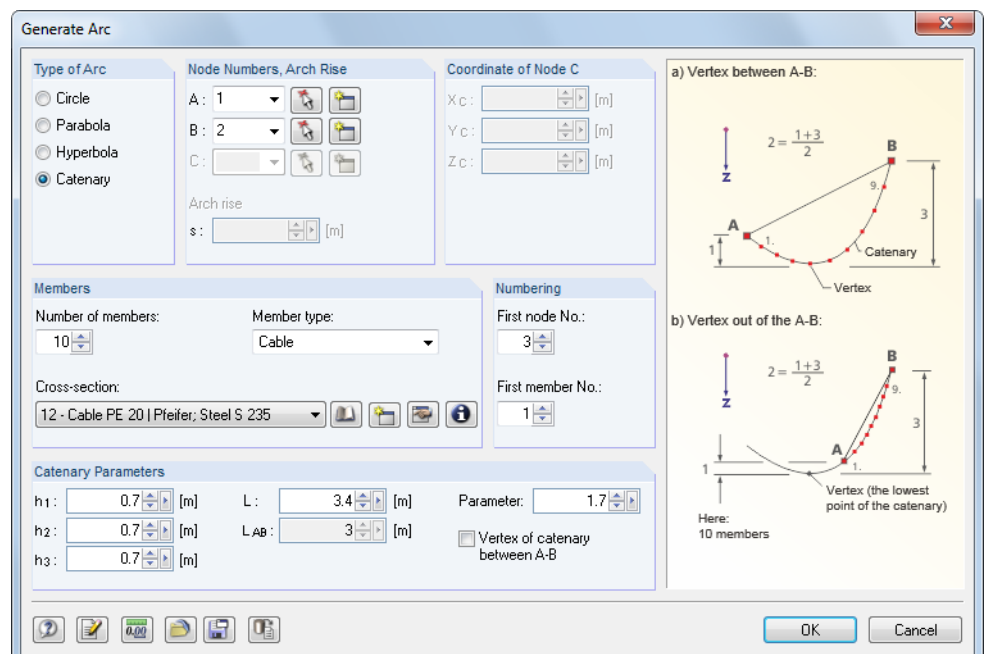 Generate Arc
Type of Arc
Circle
Parabola
Hyperbola
Catenary
Node Numbers, Arch Rise
A: 1
B: 2
C:
Arch rise
s: [m]
Coordinate of Node C
XC: [m]
YC: [m]
ZC: [m]
Members
Number of members:
10
Member type:
Cable
Cross-section:
12 - Cable PE 20 | Pfeifer; Steel S 235
Numbering
First node No.:
3
First member No.:
1
Catenary Parameters
h1: 0.7 [m]
h2: 0.7 [m]
h3: 0.7 [m]
L: 3.4 [m]
LAB: 3 [m]
Parameter: 1.7
Vertex of catenary
between A-B
a) Vertex between A-B:
2 = 1+3
2
z
B
9.
3
A
1
1.
Catenary
Vertex
b) Vertex out of the A-B:
2 = 1+3
2
z
B
9.
3
A
1
1.
Vertex (the lowest
point of the catenary)
Here:
10 members
0.00
OK
Cancel